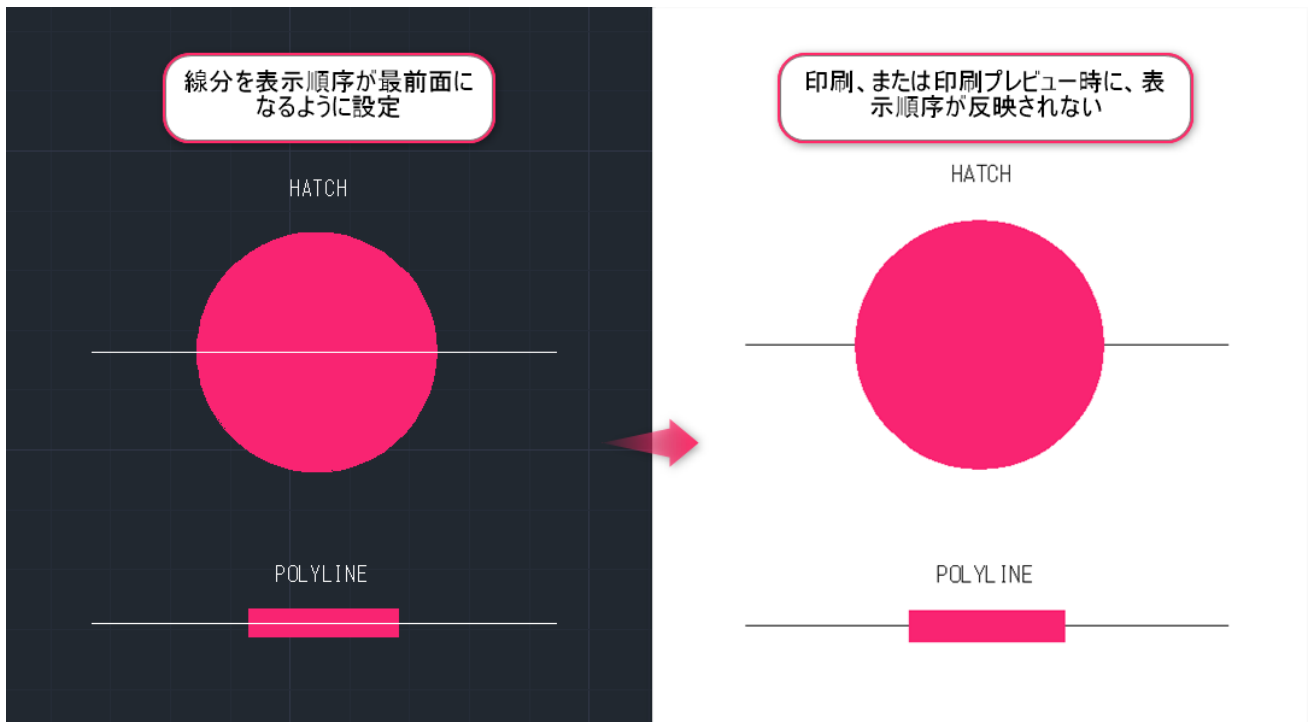 線分を表示順序が最前面に
なるように設定
HATCH
POLYLINE
印刷、または印刷プレビュー時に、表
示順序が反映されない
HATCH
POLYLINE